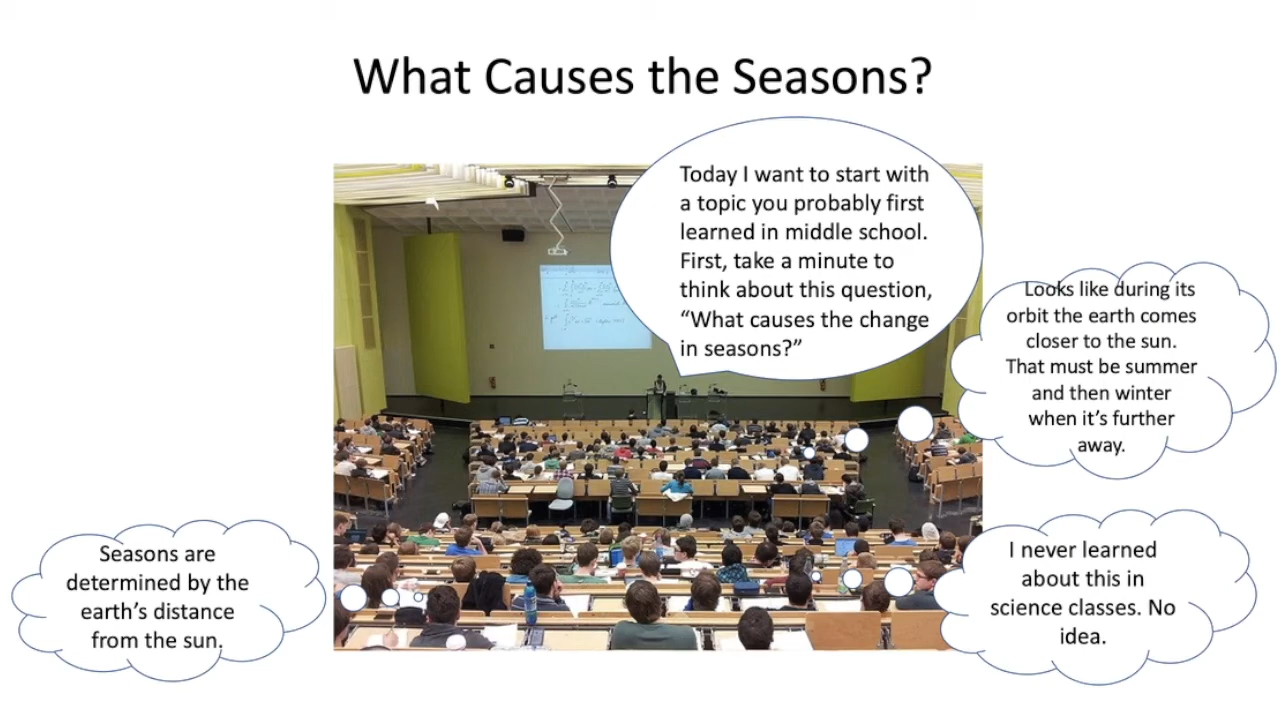 What Causes the Seasons?
Today I want to start with
a topic you probably first
learned in middle school.
First, take a minute to
think about this question,
“What causes the change
in seasons?”
Looks like during its
orbit the earth comes
closer to the sun.
That must be summer
and then winter
when it’s further
away.
Seasons are
determined by the
earth’s distance
from the sun.
I never learned
about this in
science classes. No
idea.